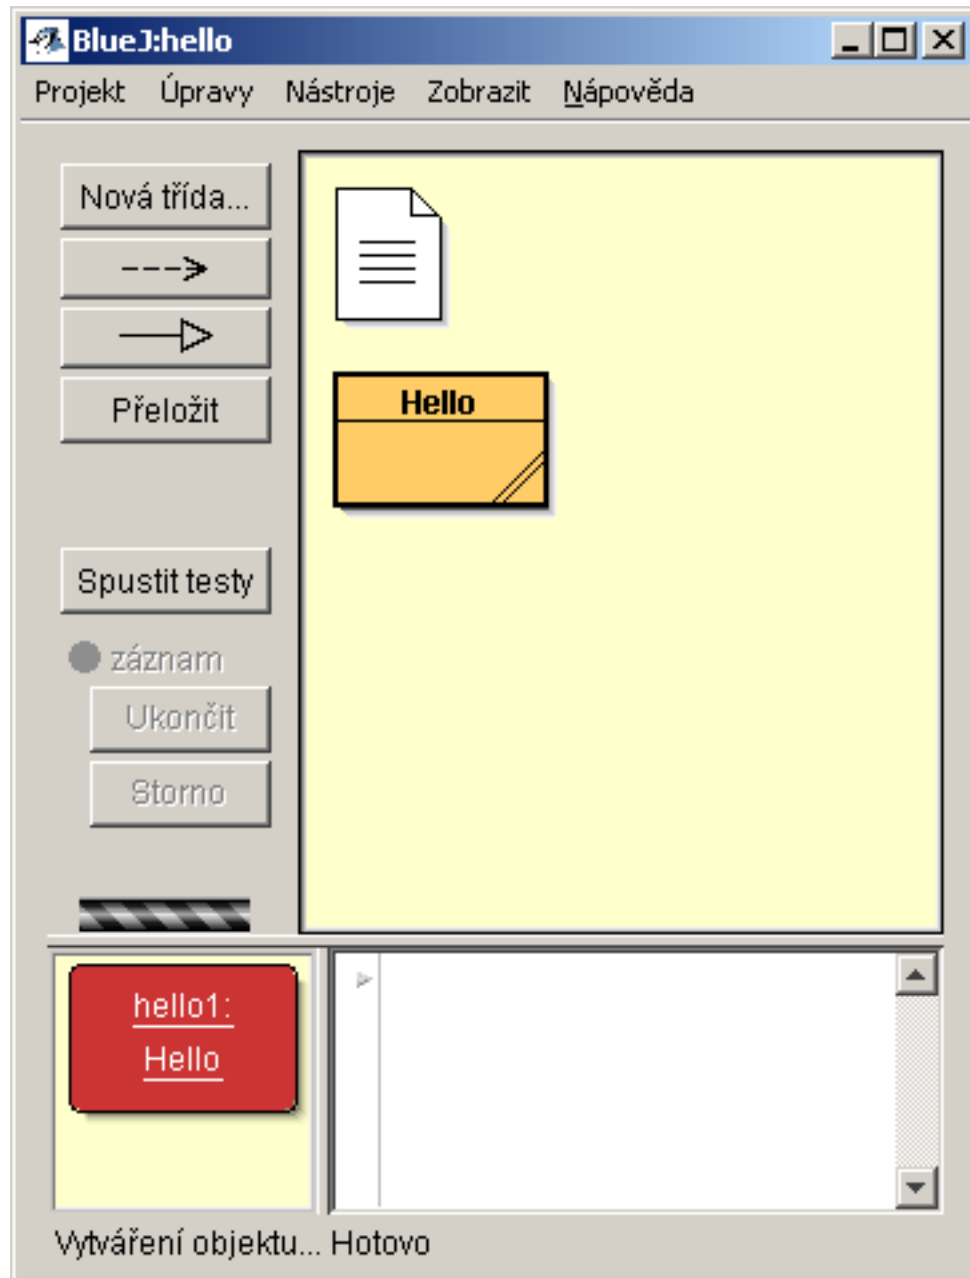 BlueJ:hello
Projekt Úpravy Nástroje Zobrazit Nápověda
Nová třída...
Přeložit
Spustit testy
záznam
Ukončit
Storno
Hello
hello1:
Hello
Vytváření objektu... Hotovo